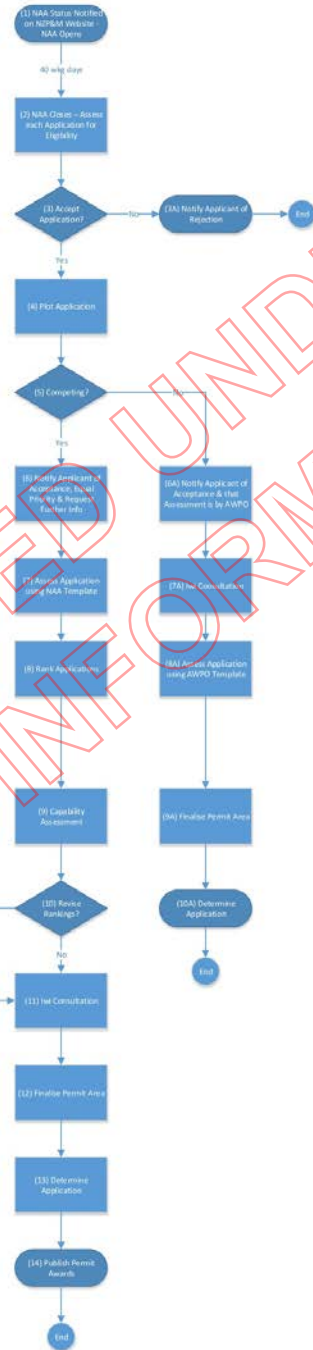 (1) NAA Status Notified
on NZP&M Website -
NAA Opens
40 wkg days
(2) NAA Closes – Assess
each Application for
Eligibility
(3) Accept
Application?
No
(3A) Notify Applicant of
Rejection
End
Yes
(4) Plot Application
(5) Competing?
No
Yes
(6) Notify Applicant of
Acceptance, Equal
Priority & Request
Further Info
(6A) Notify Applicant of
Acceptance & that
Assessment is by AWPO
(7) Assess Application
using NAA Template
(7A) Iwi Consultation
(8) Rank Applications
(8A) Assess Application
using AWPO Template
(9) Capability
Assessment
(9A) Finalise Permit Area
(10) Revise
Rankings?
(10A) Determine
Application
No
End
(11) Iwi Consultation
(12) Finalise Permit Area
(13) Determine
Application
(14) Publish Permit
Awards
End
ED UND
INFORM